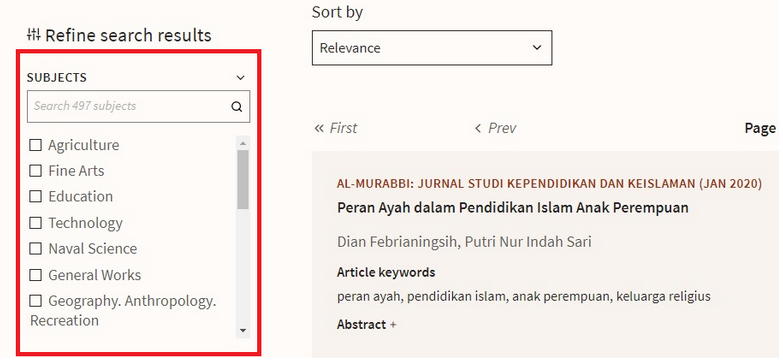 Refine search results
SUBJECTS
Search 497 subjects
Agriculture
Fine Arts
Education
Technology
Naval Science
General Works
Geography. Anthropology.
Recreation
Sort by
Relevance
« First
‹ Prev
Page
AL-MURABBI: JURNAL STUDI KEPENDIDIKAN DAN KEISLAMAN (JAN 2020)
Peran Ayah dalam Pendidikan Islam Anak Perempuan
Dian Febrianingsih, Putri Nur Indah Sari
Article keywords
peran ayah, pendidikan islam, anak perempuan, keluarga religius
Abstract +